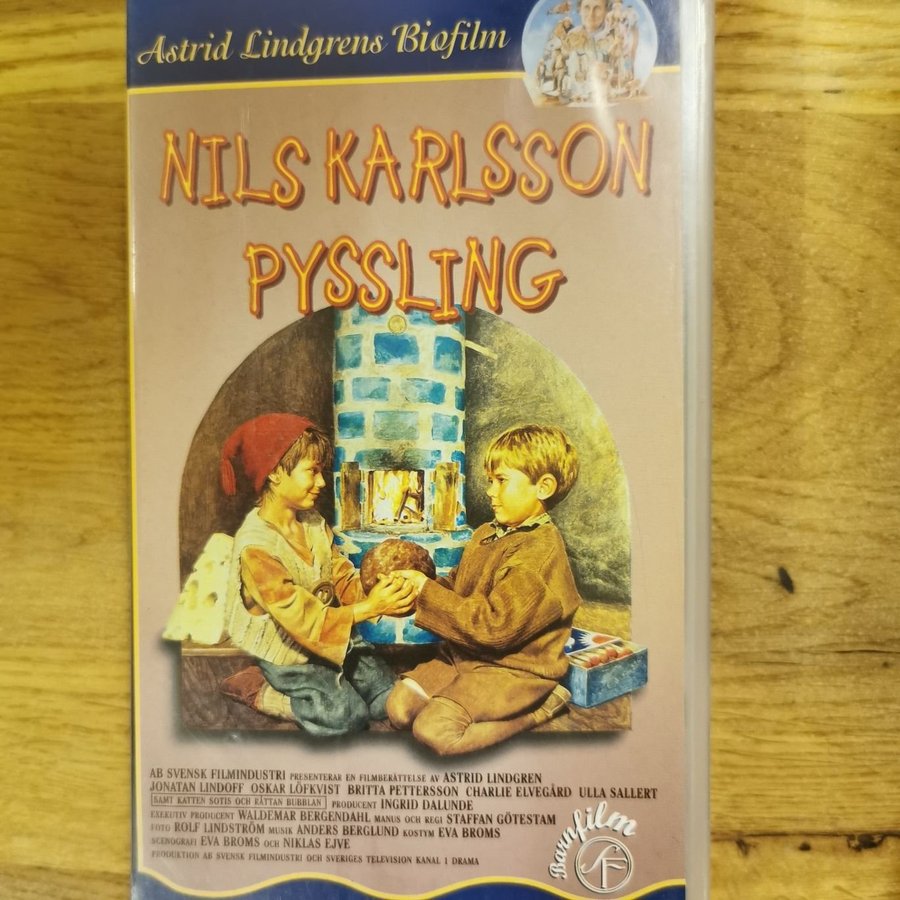 Astrid Lindgrens Biofilm
NILS KARLSSON
PYSSLING
AB SVENSK FILMINDUSTRI PRESENTERAR EN FILMBERÄTTELSE AV ASTRID LINDGREN
JONATAN LINDOFF OSKAR LÖFKVIST BRITTA PETTERSSON CHARLIE ELVEGÅRD ULLA SALLERT
SAMT KATTEN SOTIS OCH RÅTTAN BUBBLAN PRODUCENT INGRID DALUNDE
EXEKUTIV PRODUCENT WALDEMAR BERGENDAHL MANUS OCH REGI STAFFAN GÖTESTAM
FOTO ROLF LINDSTRÖM MUSIK ANDERS BERGLUND KOSTYM EVA BROMS
SCENOGRAFI EVA BROMS OCH NIKLAS EJVE
PRODUKTION AB SVENSK FILMINDUSTRI OCH SVERIGES TELEVISION KANAL 1 DRAMA
Barnfilm
SF